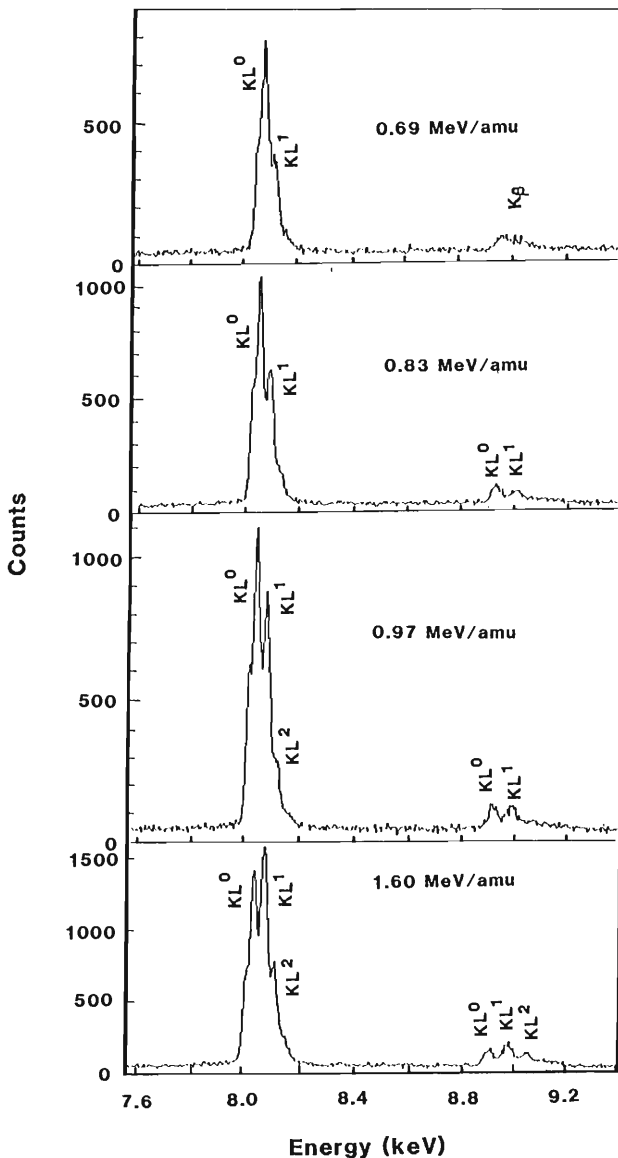 KL⁰
KL¹
0.69 MeV/amu
Kβ
500
0
1000
KL⁰
KL¹
0.83 MeV/amu
500
KL⁰
KL¹
0
Counts
1000
KL⁰
KL¹
0.97 MeV/amu
500
KL²
KL⁰
KL¹
0
1500
KL⁰
KL¹
1.60 MeV/amu
1000
KL²
500
KL⁰
KL¹
KL²
0
7.6 8.0 8.4 8.8 9.2
Energy (keV)